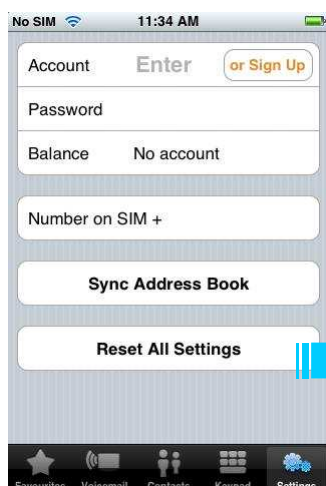 No SIM 11:34 AM
Account Enter or Sign Up
Password
Balance No account
Number on SIM +
Sync Address Book
Reset All Settings
Favourites Voicemail Contacts Keypad Settings